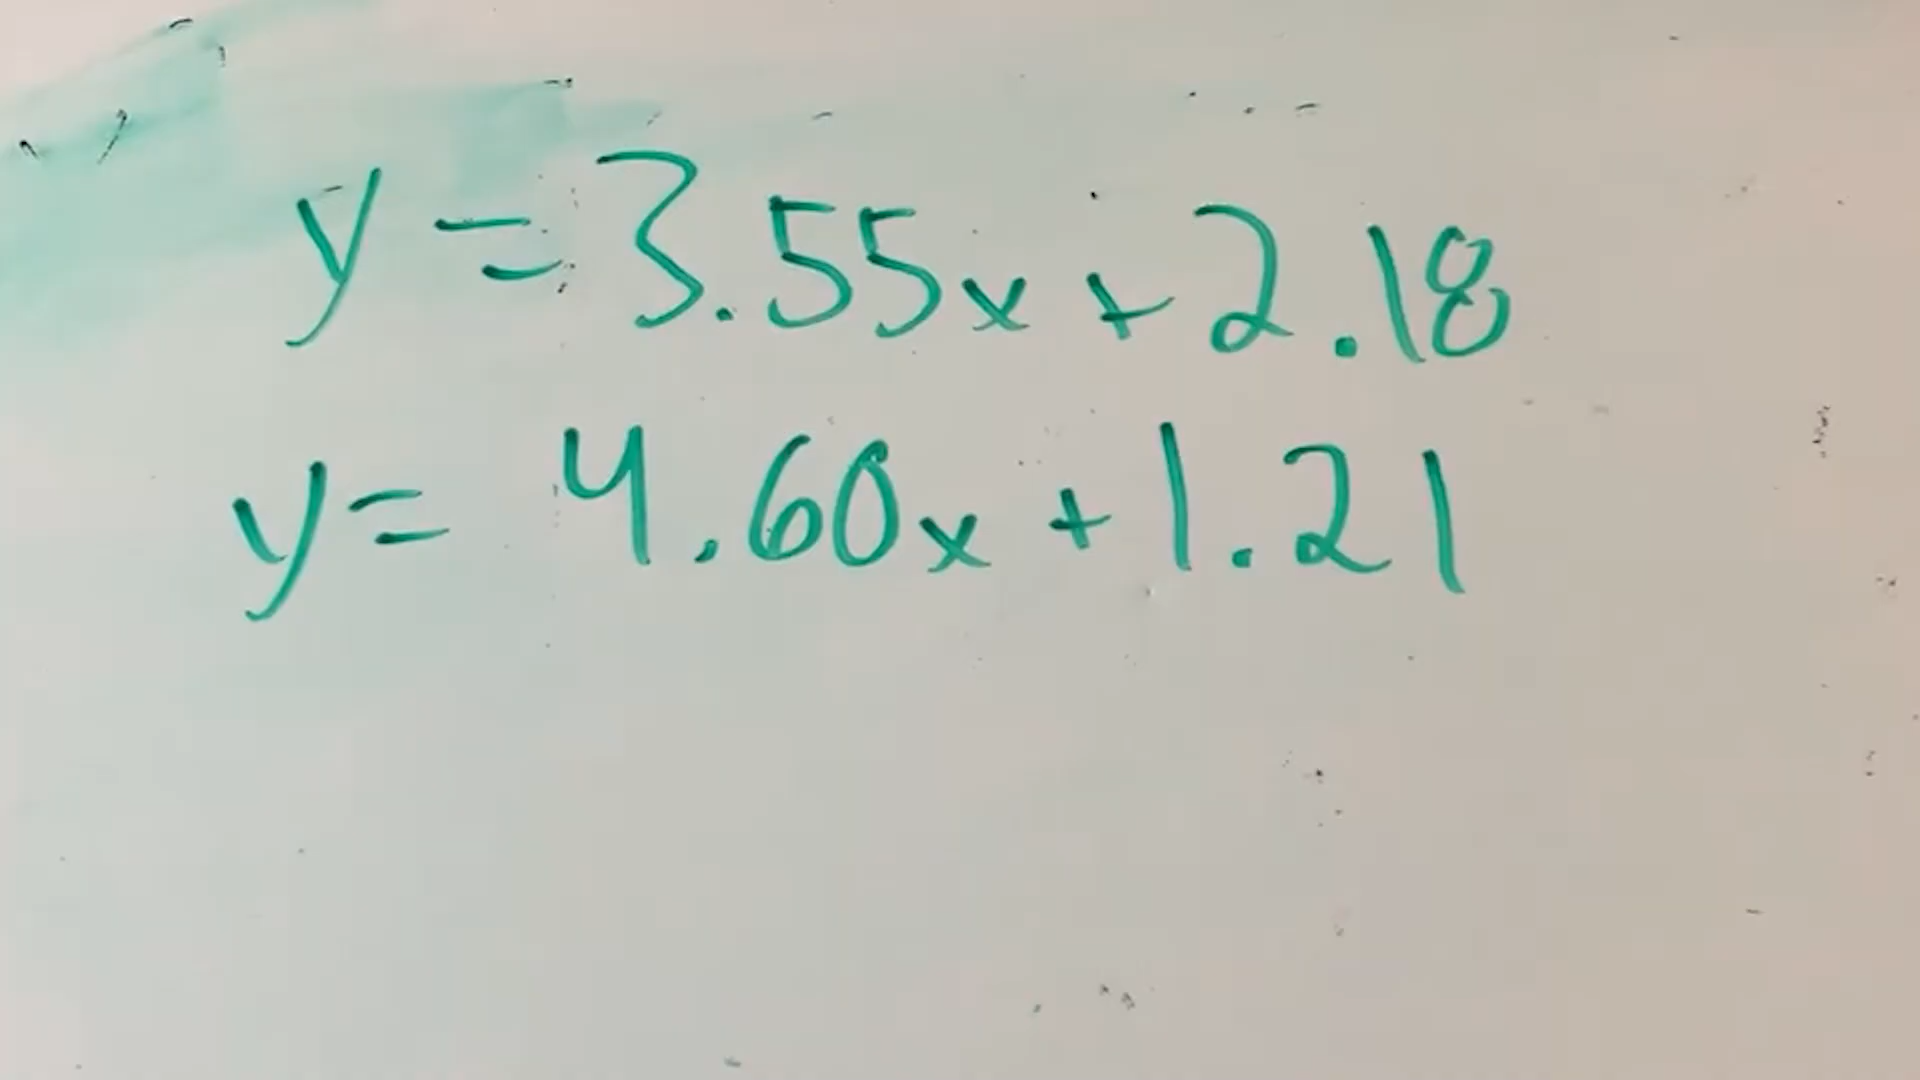 y = 3.55x + 2.18
y = 4.60x + 1.21